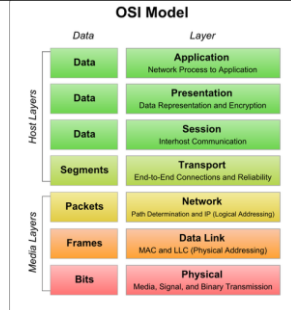 OSI Model
Data Layer
Host Layers
Data
Application
Network Process to Application
Data
Presentation
Data Representation and Encryption
Data
Session
Interhost Communication
Segments
Transport
End-to-End Connections and Reliability
Media Layers
Packets
Network
Path Determination and IP (Logical Addressing)
Frames
Data Link
MAC and LLC (Physical Addressing)
Bits
Physical
Media, Signal, and Binary Transmission